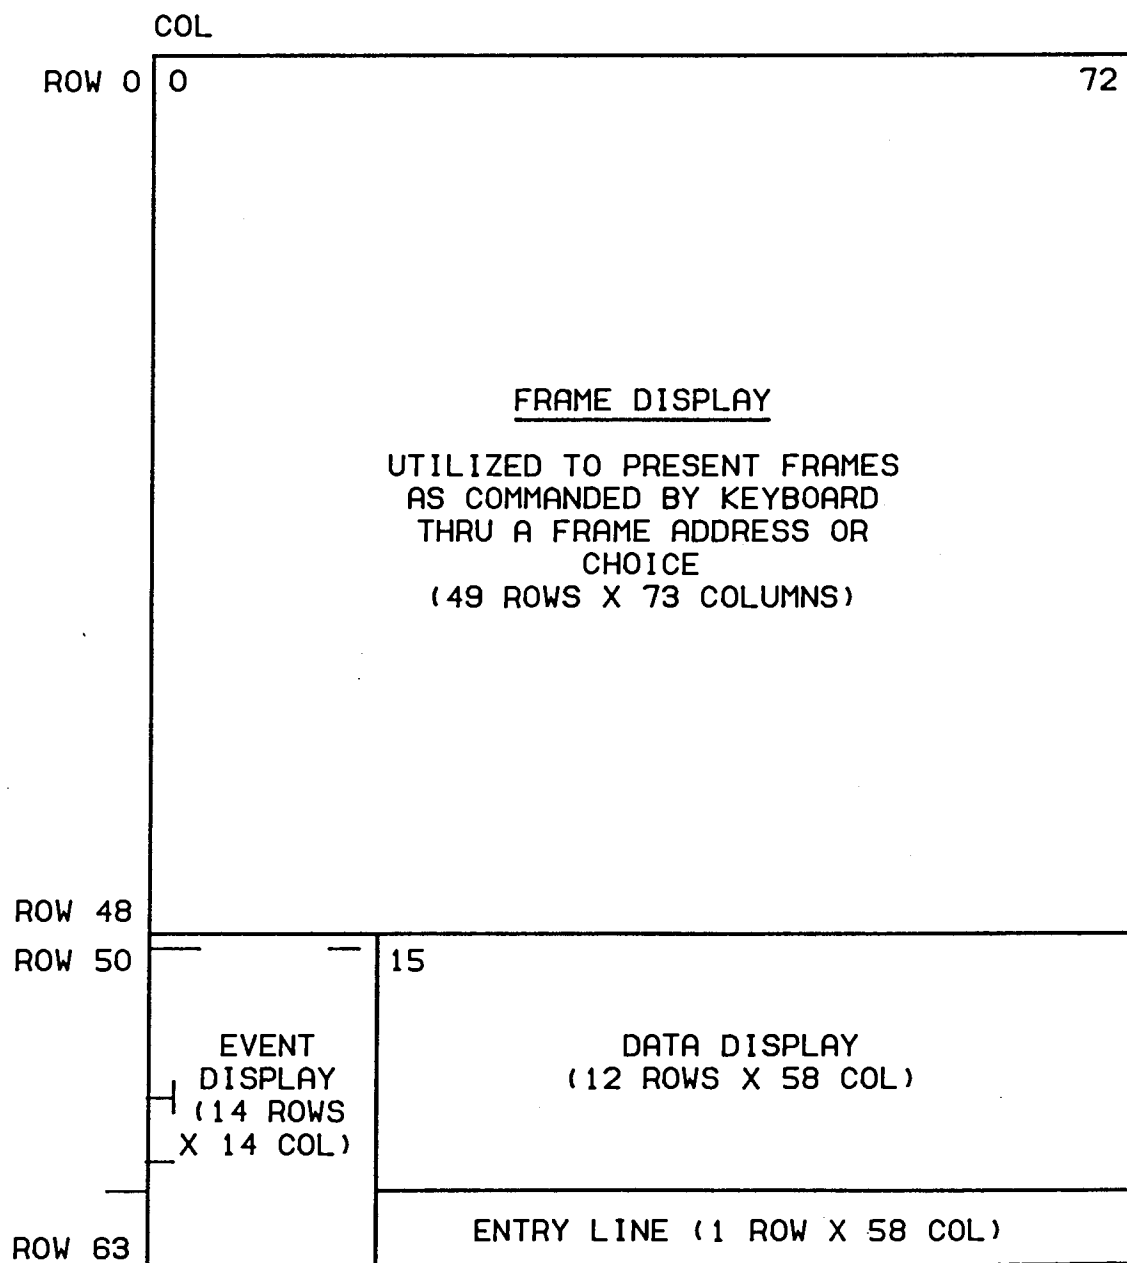 COL
ROW 0 0 72
FRAME DISPLAY
UTILIZED TO PRESENT FRAMES
AS COMMANDED BY KEYBOARD
THRU A FRAME ADDRESS OR
CHOICE
(49 ROWS X 73 COLUMNS)
ROW 48
ROW 50 15
EVENT
DISPLAY
(14 ROWS
X 14 COL)
DATA DISPLAY
(12 ROWS X 58 COL)
ENTRY LINE (1 ROW X 58 COL)
ROW 63